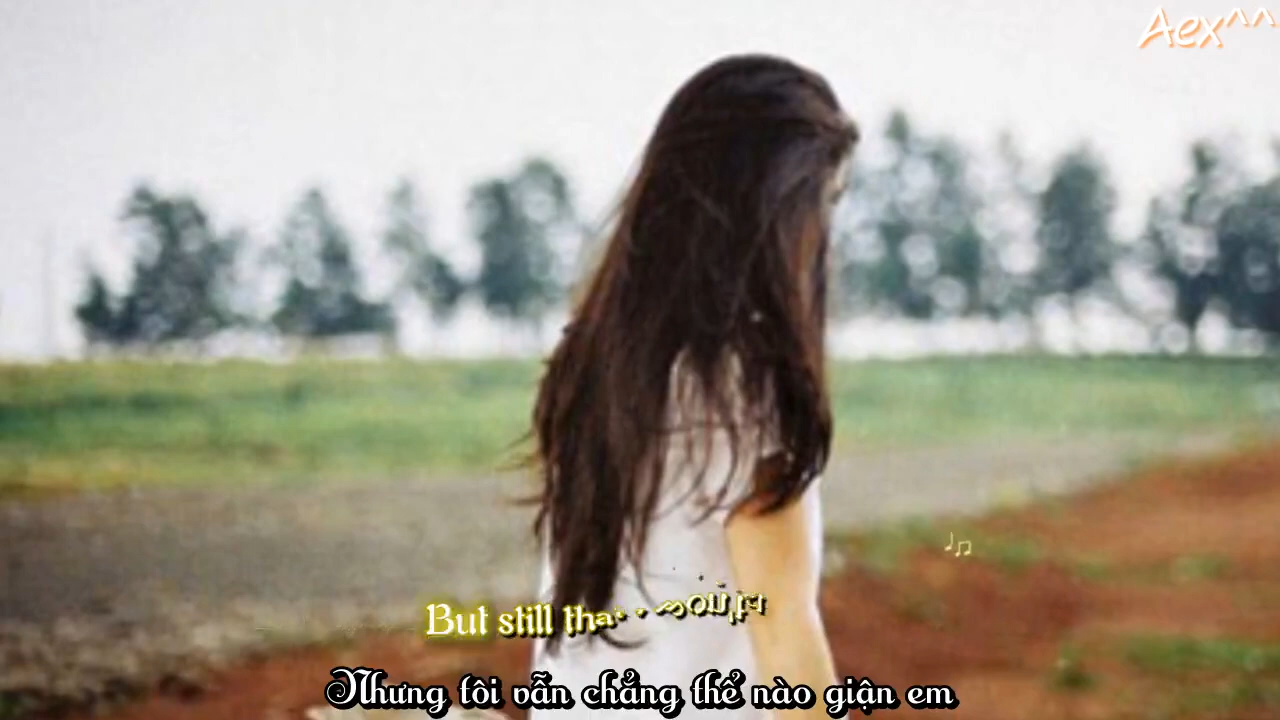 Aex^^
But still
Nhưng tôi vẫn chẳng thể nào giận em